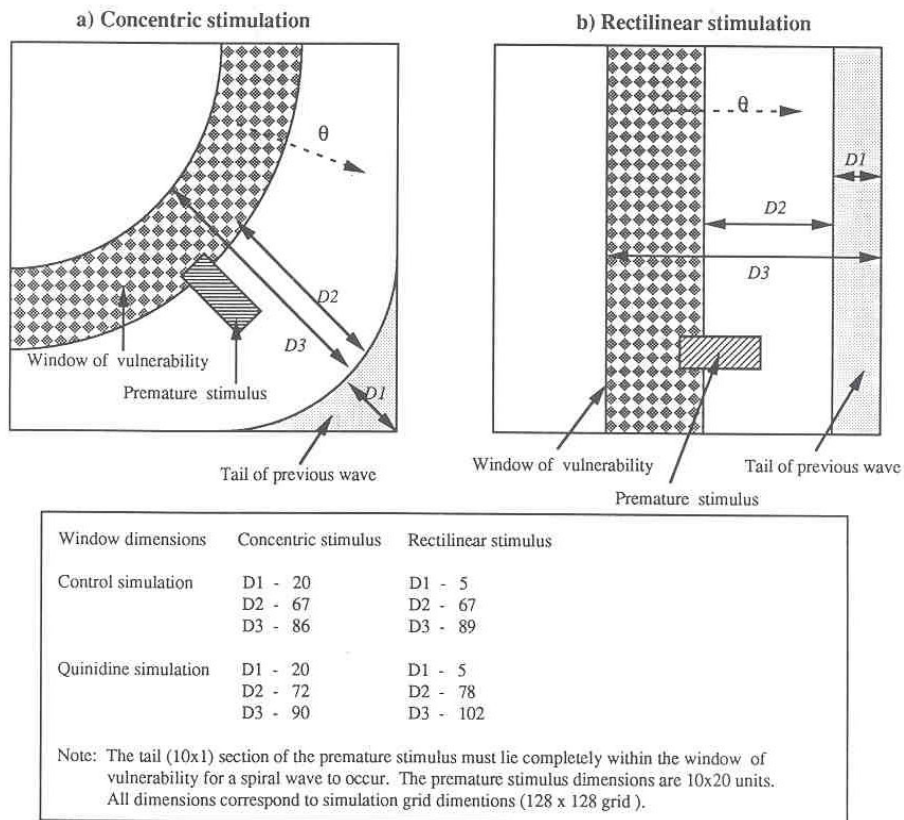 a) Concentric stimulation
b) Rectilinear stimulation
θ
D2
D3
D1
Window of vulnerability
Premature stimulus
Tail of previous wave
θ
D1
D2
D3
Window of vulnerability
Tail of previous wave
Premature stimulus
Window dimensions Concentric stimulus Rectilinear stimulus
Control simulation D1 - 20 D1 - 5
D2 - 67 D2 - 67
D3 - 86 D3 - 89
Quinidine simulation D1 - 20 D1 - 5
D2 - 72 D2 - 78
D3 - 90 D3 - 102
Note: The tail (10x1) section of the premature stimulus must lie completely within the window of
vulnerability for a spiral wave to occur. The premature stimulus dimensions are 10x20 units.
All dimensions correspond to simulation grid dimentions (128 x 128 grid ).